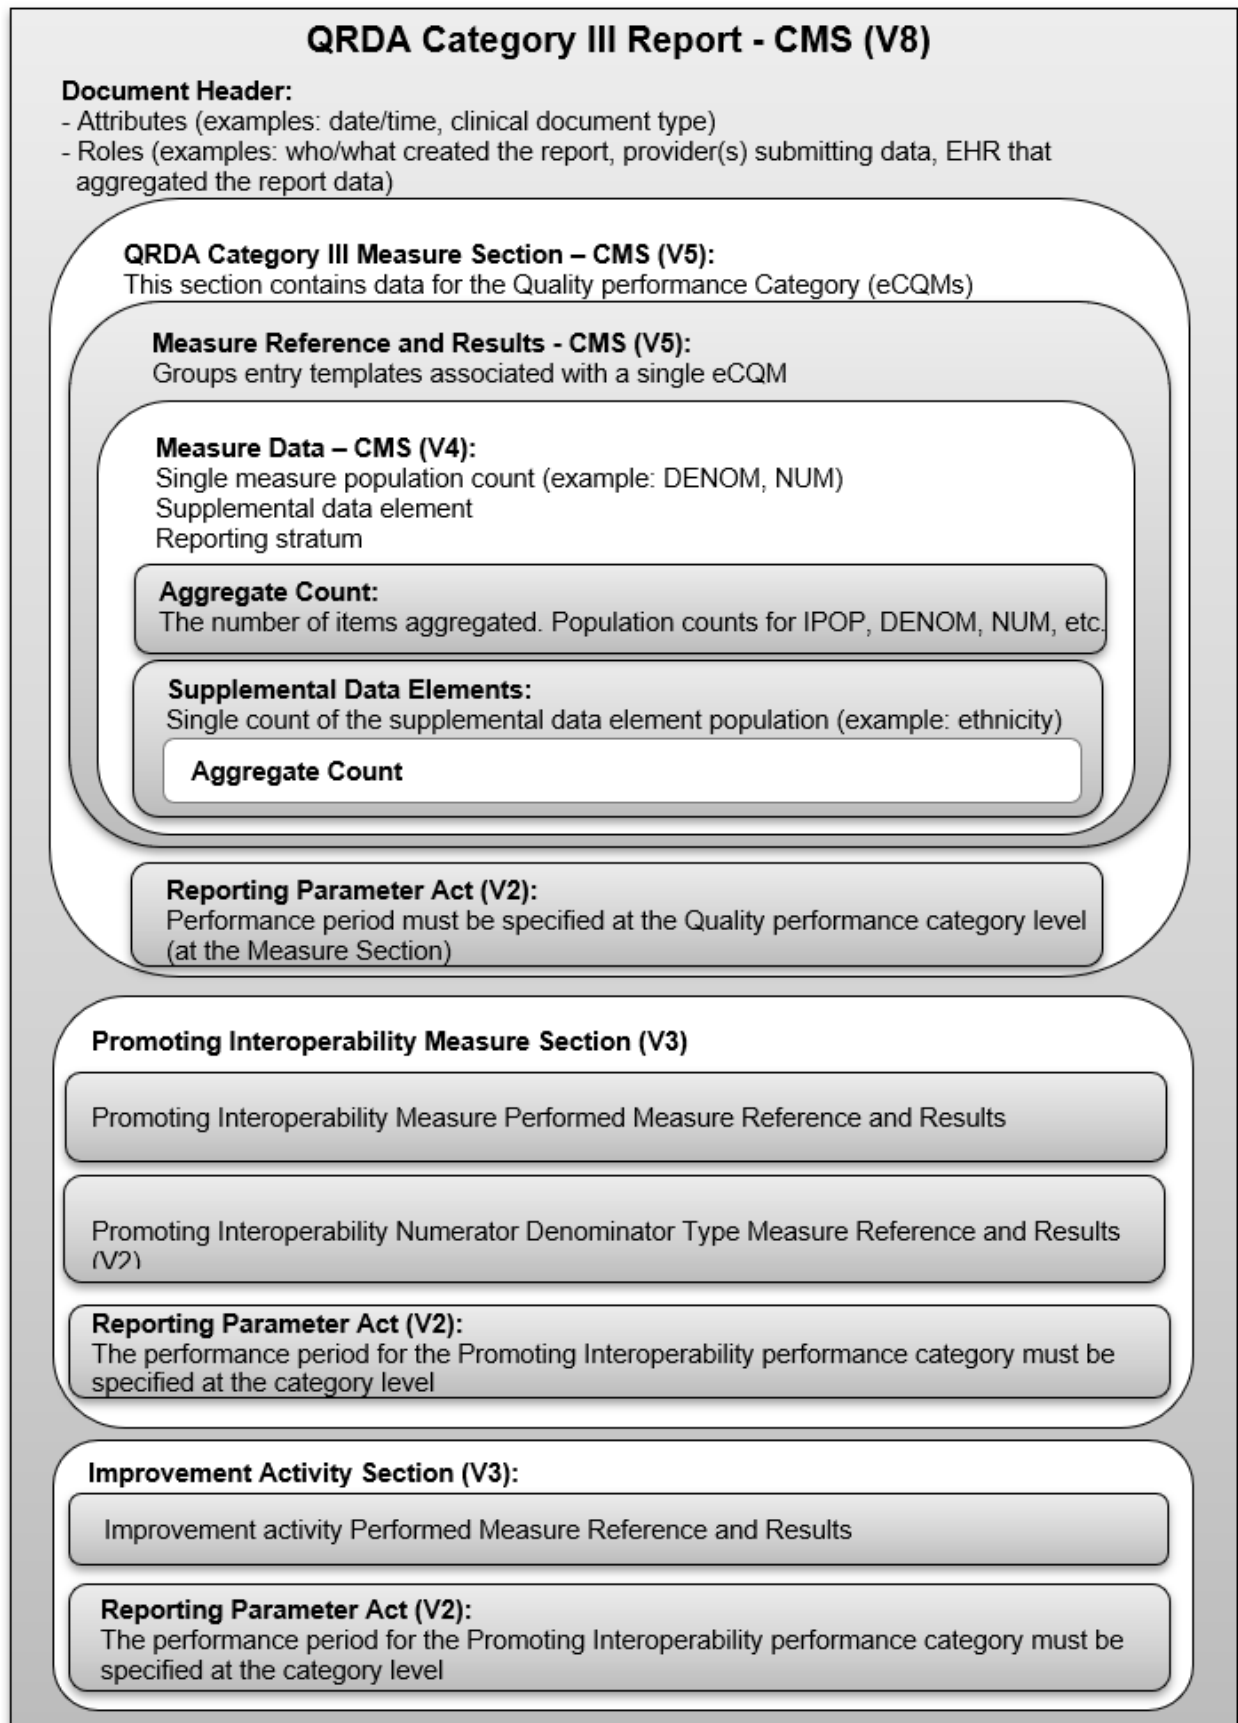 QRDA Category III Report - CMS (V8)
Document Header:
- Attributes (examples: date/time, clinical document type)
- Roles (examples: who/what created the report, provider(s) submitting data, EHR that
aggregated the report data)
QRDA Category III Measure Section – CMS (V5):
This section contains data for the Quality performance Category (eCQMs)
Measure Reference and Results - CMS (V5):
Groups entry templates associated with a single eCQM
Measure Data – CMS (V4):
Single measure population count (example: DENOM, NUM)
Supplemental data element
Reporting stratum
Aggregate Count:
The number of items aggregated. Population counts for IPOP, DENOM, NUM, etc.
Supplemental Data Elements:
Single count of the supplemental data element population (example: ethnicity)
Aggregate Count
Reporting Parameter Act (V2):
Performance period must be specified at the Quality performance category level
(at the Measure Section)
Promoting Interoperability Measure Section (V3)
Promoting Interoperability Measure Performed Measure Reference and Results
Promoting Interoperability Numerator Denominator Type Measure Reference and Results
(V2)
Reporting Parameter Act (V2):
The performance period for the Promoting Interoperability performance category must be
specified at the category level
Improvement Activity Section (V3):
Improvement activity Performed Measure Reference and Results
Reporting Parameter Act (V2):
The performance period for the Promoting Interoperability performance category must be
specified at the category level